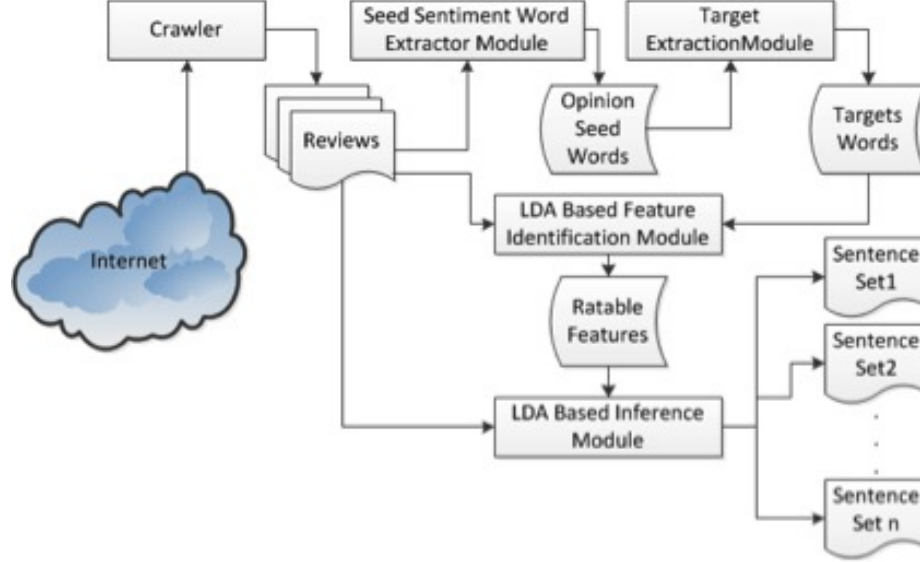 Crawler
Seed Sentiment Word
Extractor Module
Target
ExtractionModule
Reviews
Opinion
Seed
Words
Targets
Words
Internet
LDA Based Feature
Identification Module
Ratable
Features
LDA Based Inference
Module
Sentence
Set1
Sentence
Set2
Sentence
Set n